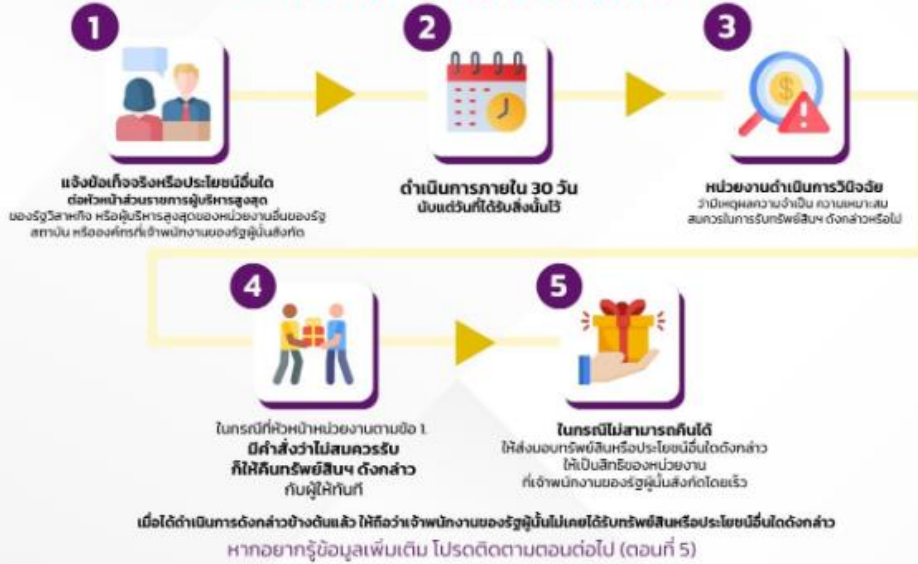 1
แจ้งข้อเท็จจริงหรือประโยชน์อื่นใด
ต่อหัวหน้าส่วนราชการผู้บริหารสูงสุด
ของรัฐวิสาหกิจ หรือผู้บริหารสูงสุดของหน่วยงานอื่นของรัฐ
สถาบัน หรือองค์กรที่เจ้าพนักงานของรัฐผู้นั้นสังกัด
2
ดำเนินการภายใน 30 วัน
นับแต่วันที่ได้รับสิ่งนั้นไว้
3
หน่วยงานดำเนินการวินิจฉัย
ว่ามีเหตุผลความจำเป็น ความเหมาะสม
สมควรในการรับทรัพย์สินฯ ดังกล่าวหรือไม่
4
ในกรณีที่หัวหน้าหน่วยงานตามข้อ 1.
มีคำสั่งว่าไม่สมควรรับ
ก็ให้คืนทรัพย์สินฯ ดังกล่าว
กับผู้ให้ทันที
5
ในกรณีไม่สามารถคืนได้
ให้ส่งมอบทรัพย์สินหรือประโยชน์อื่นใดดังกล่าว
ให้เป็นสิทธิของหน่วยงาน
ที่เจ้าพนักงานของรัฐผู้นั้นสังกัดโดยเร็ว
เมื่อได้ดำเนินการดังกล่าวข้างต้นแล้ว ให้ถือว่าเจ้าพนักงานของรัฐผู้นั้นไม่เคยได้รับทรัพย์สินหรือประโยชน์อื่นใดดังกล่าว
หากอยากรู้ข้อมูลเพิ่มเติม โปรดติดตามตอนต่อไป (ตอนที่ 5)